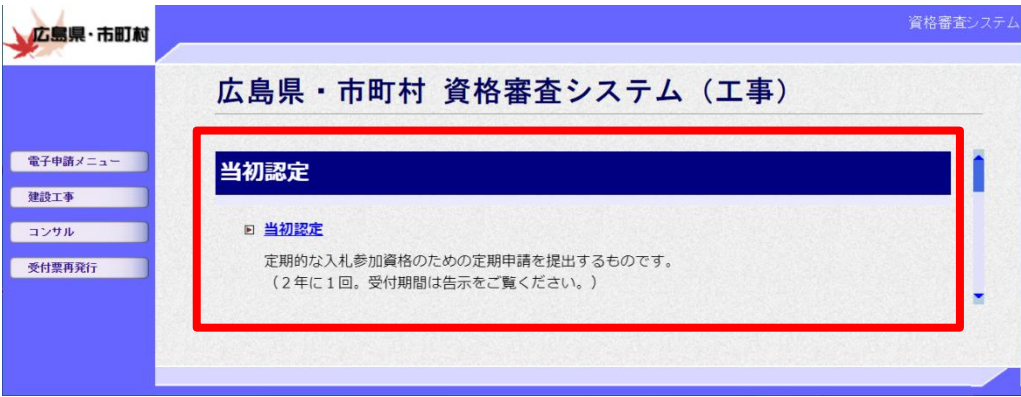 広島県・市町村
資格審査システム
広島県・市町村 資格審査システム（工事）
電子申請メニュー
建設工事
コンサル
受付票再発行
当初認定
当初認定
定期的な入札参加資格のための定期申請を提出するものです。
（２年に１回。受付期間は告示をご覧ください。）